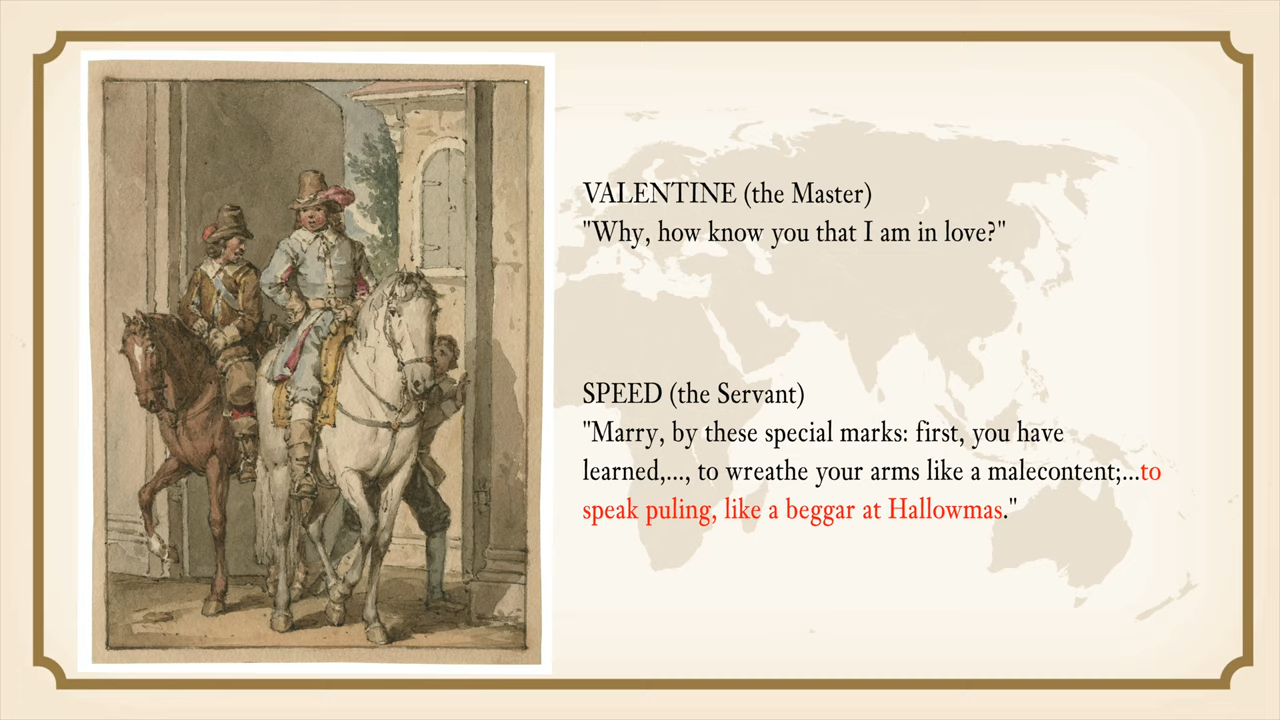 VALENTINE (the Master)
"Why, how know you that I am in love?"
SPEED (the Servant)
"Marry, by these special marks: first, you have
learned,..., to wreathe your arms like a malecontent;...to
speak puling, like a beggar at Hallowmas."